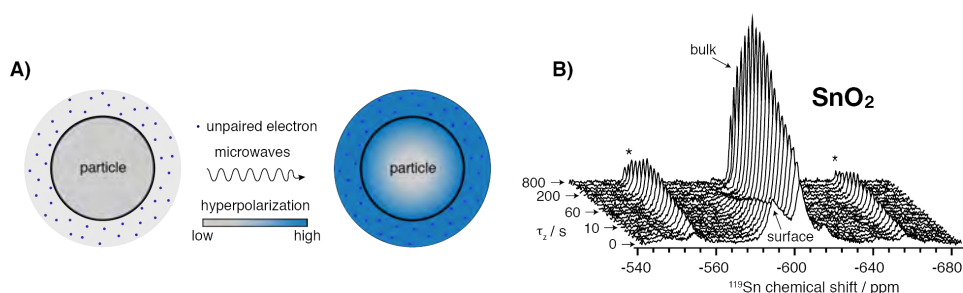 A)
particle
unpaired electron
microwaves
hyperpolarization
low
high
particle
B)
SnO2
bulk
*
*
surface
800
200
60
10
0
τz / s
-540
-560
-600
-640
-680
119Sn chemical shift / ppm